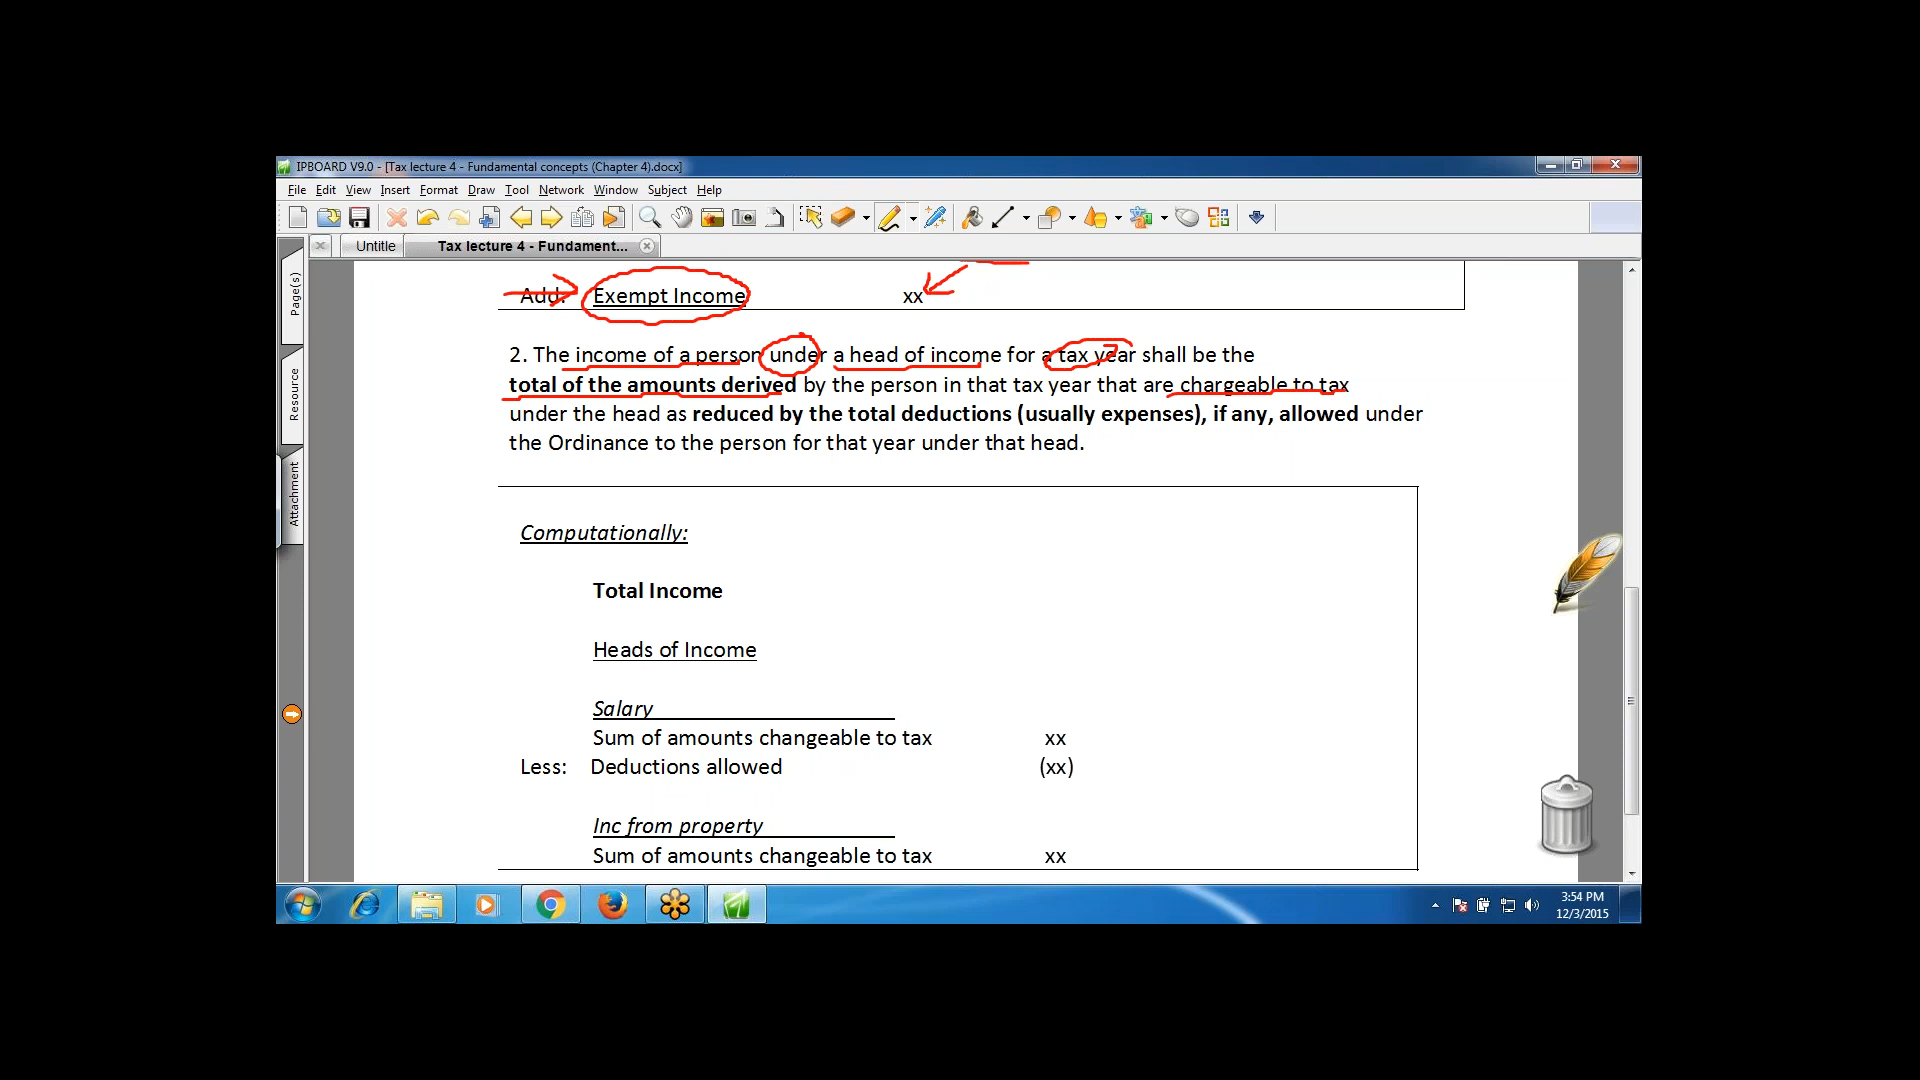 IPBOARD V9.0 - [Tax lecture 4 - Fundamental concepts (Chapter 4).docx]
File Edit View Insert Format Draw Tool Network Window Subject Help
Untitle Tax lecture 4 - Fundament...
Page(s)
Resource
Attachment
Add: Exempt Income xx
2. The income of a person under a head of income for a tax year shall be the
total of the amounts derived by the person in that tax year that are chargeable to tax
under the head as reduced by the total deductions (usually expenses), if any, allowed under
the Ordinance to the person for that year under that head.
Computationally:
Total Income
Heads of Income
Salary
Sum of amounts changeable to tax xx
Less: Deductions allowed (xx)
Inc from property
Sum of amounts changeable to tax xx
3:54 PM
12/3/2015